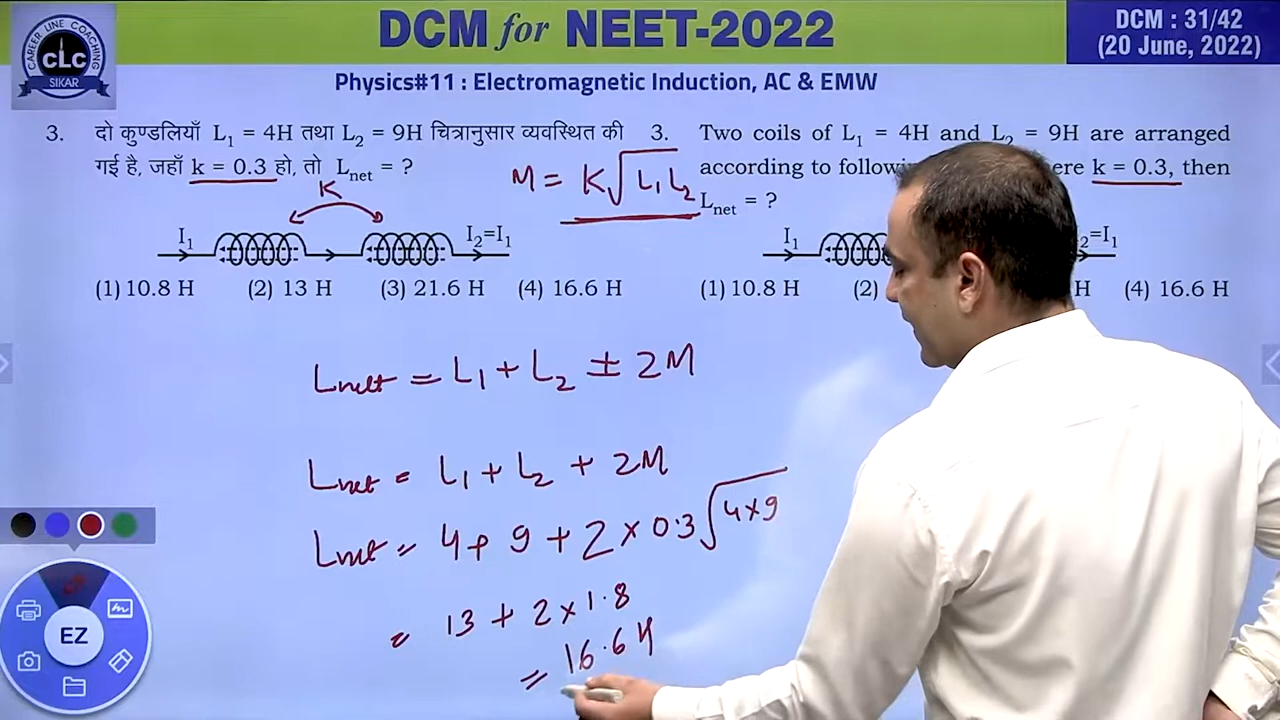 CAREER LINE COACHING
CLC
SIKAR
DCM for NEET-2022
DCM : 31/42
(20 June, 2022)
Physics#11 : Electromagnetic Induction, AC & EMW
3. दो कुण्डलियाँ L₁ = 4H तथा L₂ = 9H चित्रानुसार व्यवस्थित की
गई है, जहाँ k = 0.3 हो, तो L_net = ?
K
I₁ I₂=I₁
(1) 10.8 H (2) 13 H (3) 21.6 H (4) 16.6 H
M = K√L₁L₂
3. Two coils of L₁ = 4H and L₂ = 9H are arranged
according to k = 0.3, then
L_net = ?
I₁ ₂=I₁
(1) 10.8 H (2) H (4) 16.6 H
Lnet = L₁ + L₂ ± 2M
Lnet = L₁ + L₂ + 2M
Lnet = 4 + 9 + 2 × 0.3√4×9
= 13 + 2 × 1.8
= 16.6 H
EZ